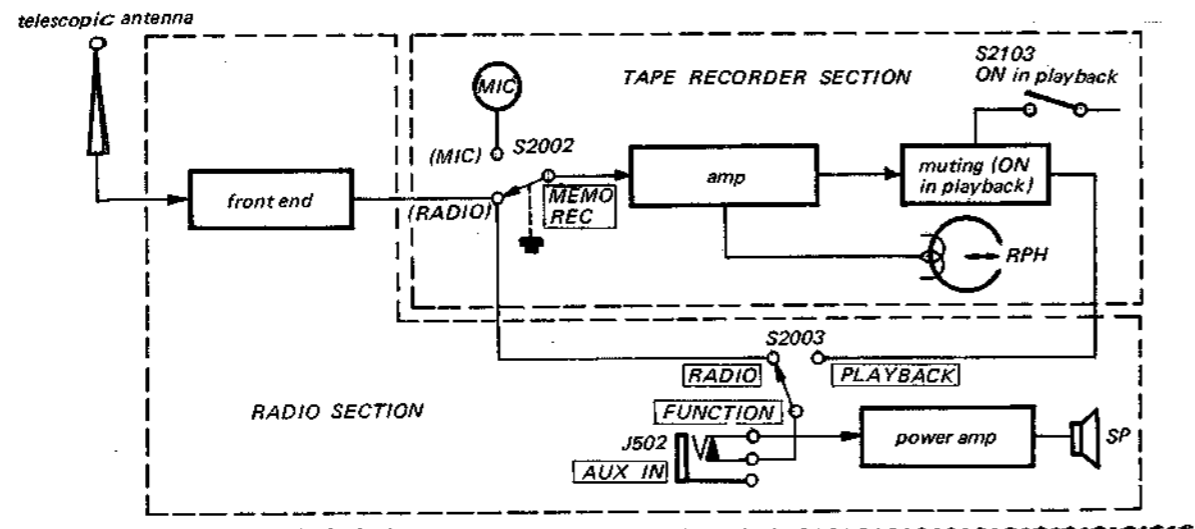 telescopic antenna
TAPE RECORDER SECTION
S2103
ON in playback
MIC
(MIC)
S2002
front end
(RADIO)
MEMO
REC
amp
muting (ON
in playback)
RPH
S2003
RADIO
PLAYBACK
RADIO SECTION
FUNCTION
J502
AUX IN
power amp
SP